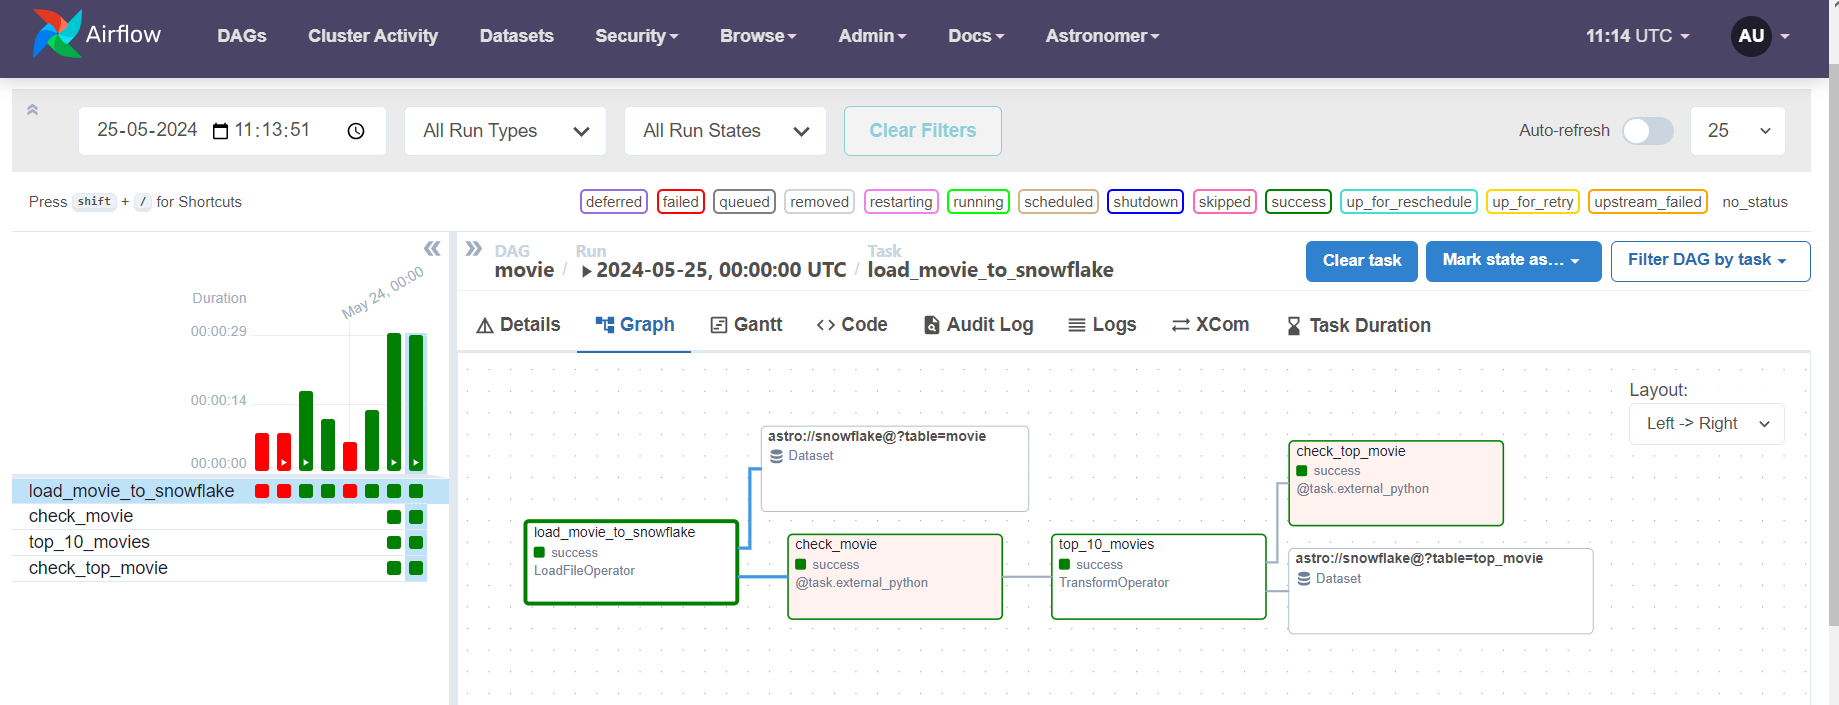 Airflow DAGs Cluster Activity Datasets Security Browse Admin Docs Astronomer 11:14 UTC AU
25-05-2024 11:13:51 All Run Types All Run States Clear Filters Auto-refresh 25
Press shift + / for Shortcuts deferred failed queued removed restarting running scheduled shutdown skipped success up_for_reschedule up_for_retry upstream_failed no_status
DAG Run Task
movie / 2024-05-25, 00:00:00 UTC / load_movie_to_snowflake
Clear task Mark state as... Filter DAG by task
Details Graph Gantt Code Audit Log Logs XCom Task Duration
May 24, 00:00
Duration
00:00:29
00:00:14
00:00:00
load_movie_to_snowflake
check_movie
top_10_movies
check_top_movie
Layout:
Left -> Right
load_movie_to_snowflake
success
LoadFileOperator
astro://snowflake@?table=movie
Dataset
check_movie
success
@task.external_python
top_10_movies
success
TransformOperator
check_top_movie
success
@task.external_python
astro://snowflake@?table=top_movie
Dataset